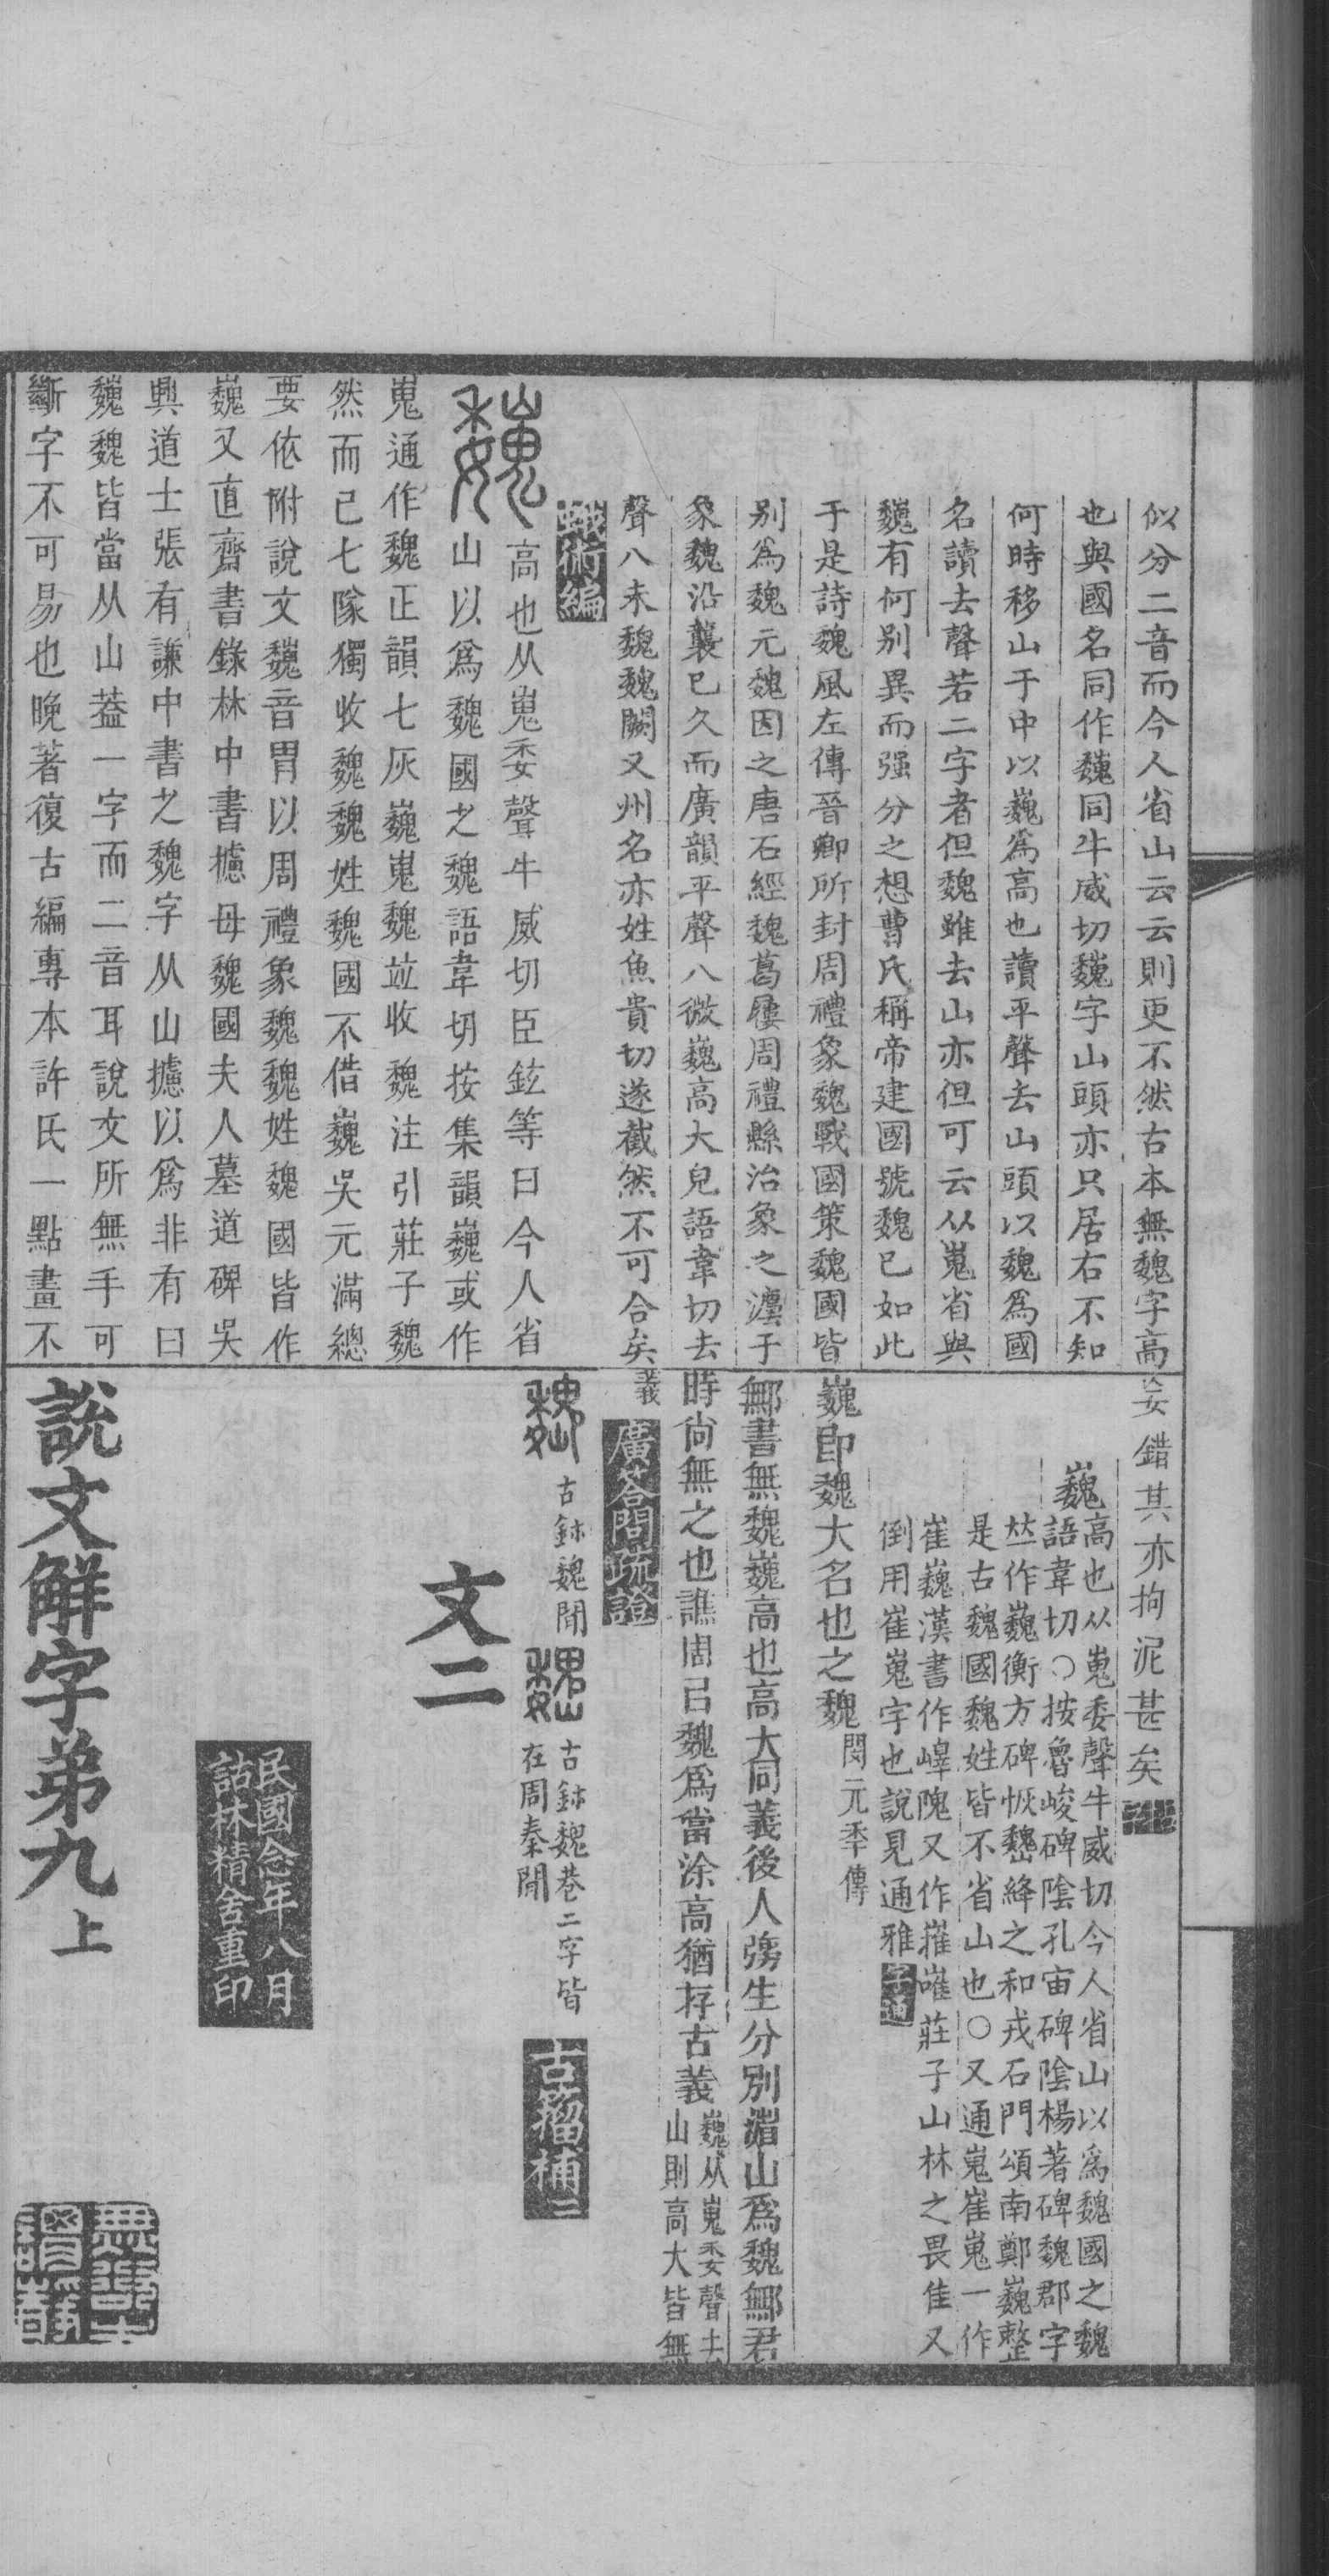 似分二音而今人省山云云則更不然古本無魏字高
也與國名同作巍同牛威切巍字山頭亦只居右不知
何時移山于中以巍爲高也讀平聲去山頭以魏爲國
名讀去聲若二字者但魏雖去山亦但可云从嵬省與
巍有何別異而强分之想曹氏稱帝建國號魏已如此
于是詩魏風左傳晉卿所封周禮象魏戰國策魏國皆
别爲魏元魏因之唐石經魏葛屨周禮縣治象之灋于
象魏沿襲已久而廣韻平聲八微巍高大皃語韋切去
聲八未魏魏闕又州名亦姓魚貴切遂截然不可合矣
蛾術編
巍高也从嵬委聲牛威切臣鉉等曰今人省
山以爲魏國之魏語韋切按集韻巍或作
嵬通作魏正韻七灰巍嵬魏竝收魏注引莊子魏
然而已七隊獨收魏魏姓魏國不借巍吳元滿總
要依附說文巍音胃以周禮象魏魏姓魏國皆作
巍又直齋書錄林中書攄母魏國夫人墓道碑吳
興道士張有謙中書之魏字从山攄以爲非有曰
巍魏皆當从山葢一字而二音耳說文所無手可
斷字不可易也晚著復古編專本許氏一點畫不
妄錯其亦拘泥甚矣
巍高也从嵬委聲牛威切今人省山以爲魏國之魏
語韋切○按魯峻碑陰孔宙碑陰楊著碑魏郡字
竝作巍衡方碑恢魏絳之和戎石門頌南鄭巍整
是古魏國魏姓皆不省山也○又通嵬崔嵬一作
崔巍漢書作嶵隗又作摧嗺莊子山林之畏隹又
倒用崔嵬字也說見通雅字通
巍卽魏大名也之魏閔元秊傳
鄦書無魏巍高也高大同義後人彊生分別渻山爲魏鄦君
時尙無之也譙周㠯魏爲當涂高猶存古義巍从嵬委聲去
山則高大皆無
義廣答問疏證
古鉥魏閒
古鉥魏巷二字皆
在周秦閒
古籀補二
文二
民國念年八月
詁林精舍重印
說文解字弟九上